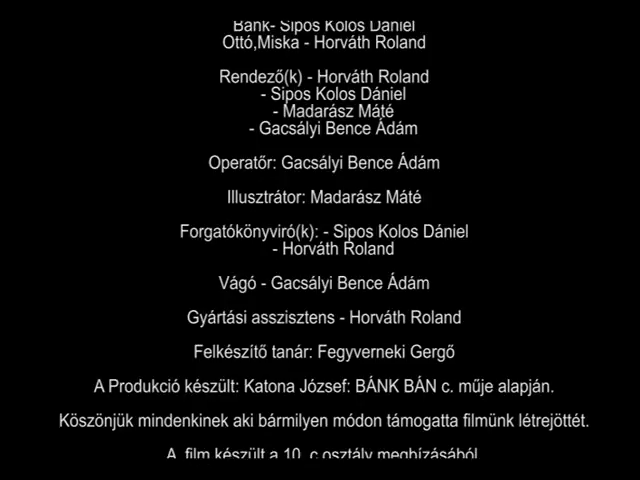 Bánk- Sipos Kolos Dániel
Ottó,Miska - Horváth Roland
Rendező(k) - Horváth Roland
- Sipos Kolos Dániel
- Madarász Máté
- Gacsályi Bence Ádám
Operatőr: Gacsályi Bence Ádám
Illusztrátor: Madarász Máté
Forgatókönyviró(k): - Sipos Kolos Dániel
- Horváth Roland
Vágó - Gacsályi Bence Ádám
Gyártási asszisztens - Horváth Roland
Felkészítő tanár: Fegyverneki Gergő
A Produkció készült: Katona József: BÁNK BÁN c. műje alapján.
Köszönjük mindenkinek aki bármilyen módon támogatta filmünk létrejöttét.
A film készült a 10. c osztály megbízásából